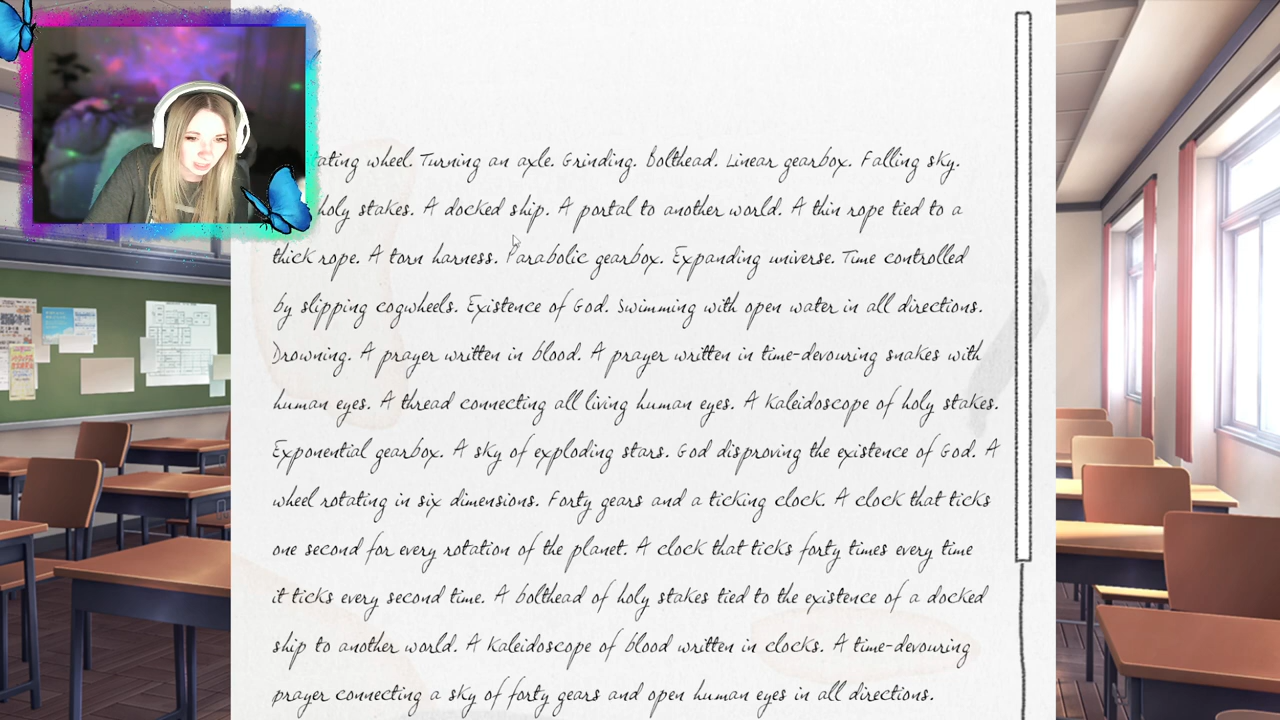 ating wheel. Turning an axle. Grinding. Bolthead. Linear gearbox. Falling sky.
holy stakes. A docked ship. A portal to another world. A thin rope tied to a
thick rope. A torn harness. Parabolic gearbox. Expanding universe. Time controlled
by slipping cogwheels. Existence of God. Swimming with open water in all directions.
Drowning. A prayer written in blood. A prayer written in time-devouring snakes with
human eyes. A thread connecting all living human eyes. A kaleidoscope of holy stakes.
Exponential gearbox. A sky of exploding stars. God disproving the existence of God. A
wheel rotating in six dimensions. Forty gears and a ticking clock. A clock that ticks
one second for every rotation of the planet. A clock that ticks forty times every time
it ticks every second time. A bolthead of holy stakes tied to the existence of a docked
ship to another world. A kaleidoscope of blood written in clocks. A time-devouring
prayer connecting a sky of forty gears and open human eyes in all directions.